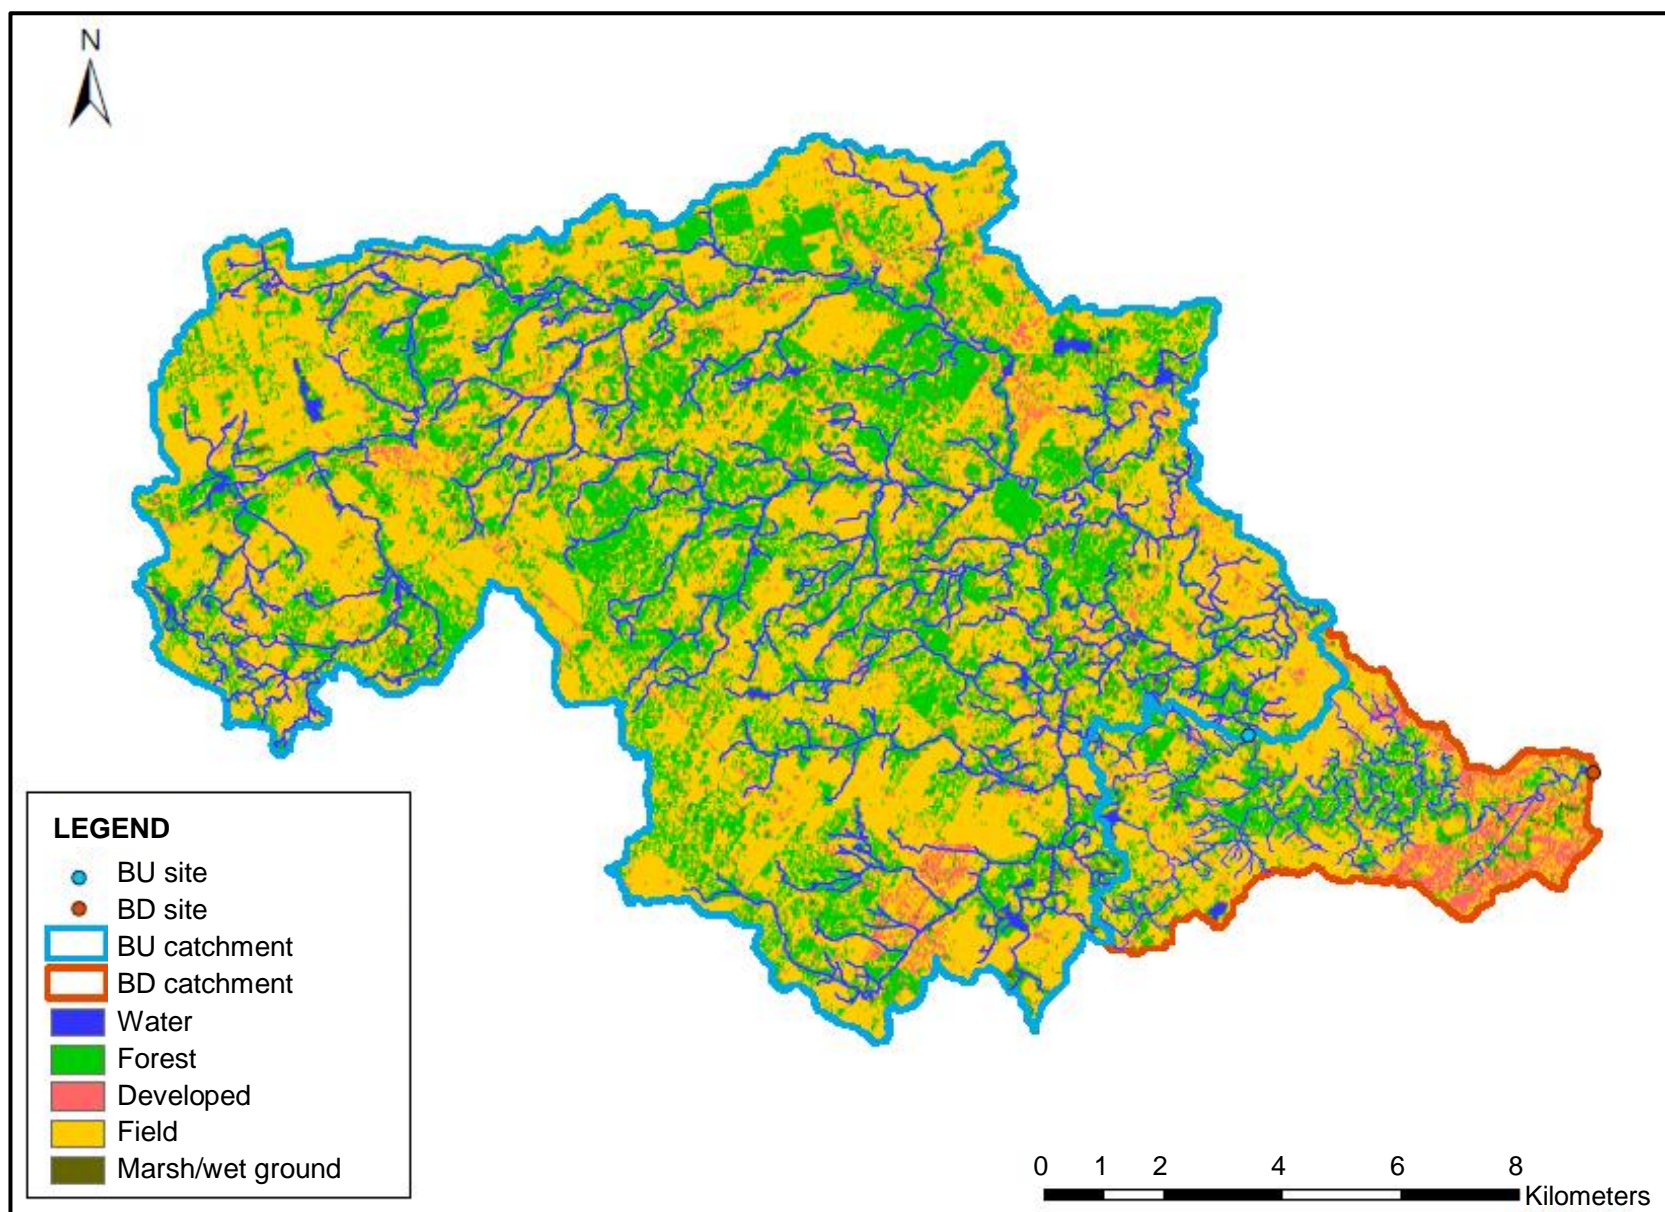 N
LEGEND
BU site
BD site
BU catchment
BD catchment
Water
Forest
Developed
Field
Marsh/wet ground
0 1 2 4 6 8
Kilometers